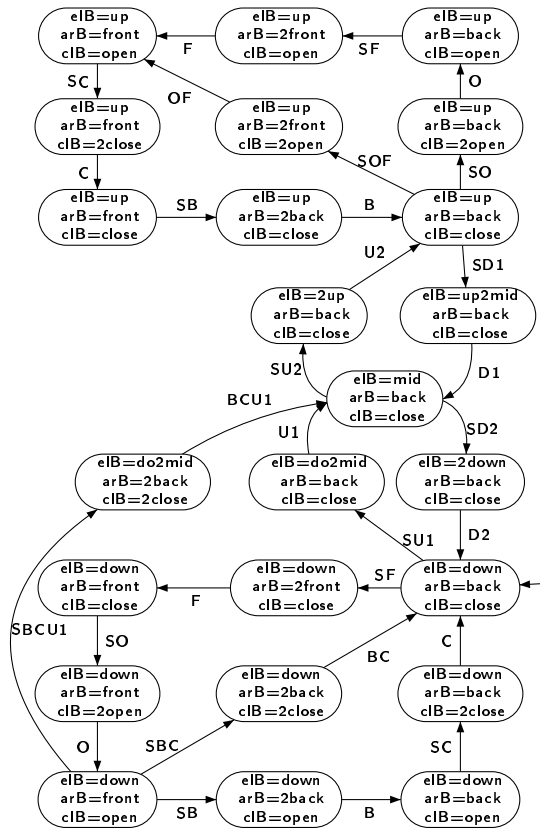 elB=up
arB=front
clB=open
F
elB=up
arB=2front
clB=open
SF
elB=up
arB=back
clB=open
SC
OF
O
elB=up
arB=front
clB=2close
elB=up
arB=2front
clB=2open
elB=up
arB=back
clB=2open
C
SOF
SO
elB=up
arB=front
clB=close
SB
elB=up
arB=2back
clB=close
B
elB=up
arB=back
clB=close
U2
SD1
elB=2up
arB=back
clB=close
elB=up2mid
arB=back
clB=close
SU2
D1
elB=mid
arB=back
clB=close
BCU1
U1
SD2
elB=do2mid
arB=2back
clB=2close
elB=do2mid
arB=back
clB=close
elB=2down
arB=back
clB=close
SU1
D2
elB=down
arB=front
clB=close
F
elB=down
arB=2front
clB=close
SF
elB=down
arB=back
clB=close
SBCU1
SO
BC
C
elB=down
arB=front
clB=2open
elB=down
arB=2back
clB=2close
elB=down
arB=back
clB=2close
O
SBC
SC
elB=down
arB=front
clB=open
SB
elB=down
arB=2back
clB=open
B
elB=down
arB=back
clB=open